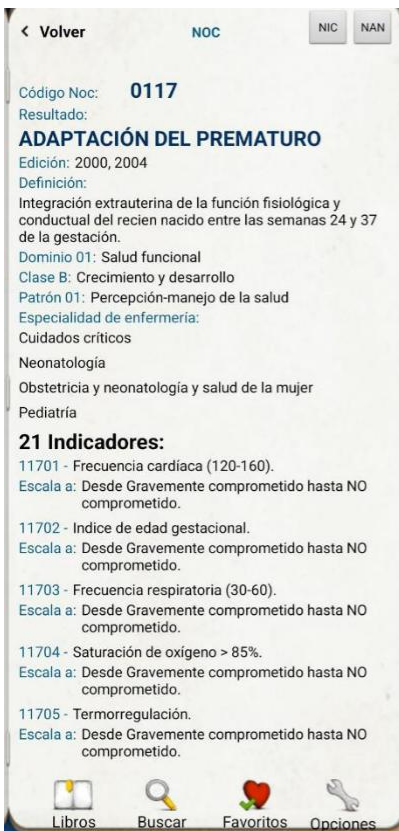 < Volver NOC NIC NAN
Código Noc: 0117
Resultado:
ADAPTACIÓN DEL PREMATURO
Edición: 2000, 2004
Definición:
Integración extrauterina de la función fisiológica y
conductual del recien nacido entre las semanas 24 y 37
de la gestación.
Dominio 01: Salud funcional
Clase B: Crecimiento y desarrollo
Patrón 01: Percepción-manejo de la salud
Especialidad de enfermería:
Cuidados críticos
Neonatología
Obstetricia y neonatología y salud de la mujer
Pediatría
21 Indicadores:
11701 - Frecuencia cardíaca (120-160).
Escala a: Desde Gravemente comprometido hasta NO
comprometido.
11702 - Indice de edad gestacional.
Escala a: Desde Gravemente comprometido hasta NO
comprometido.
11703 - Frecuencia respiratoria (30-60).
Escala a: Desde Gravemente comprometido hasta NO
comprometido.
11704 - Saturación de oxígeno > 85%.
Escala a: Desde Gravemente comprometido hasta NO
comprometido.
11705 - Termorregulación.
Escala a: Desde Gravemente comprometido hasta NO
comprometido.
Libros Buscar Favoritos Opciones